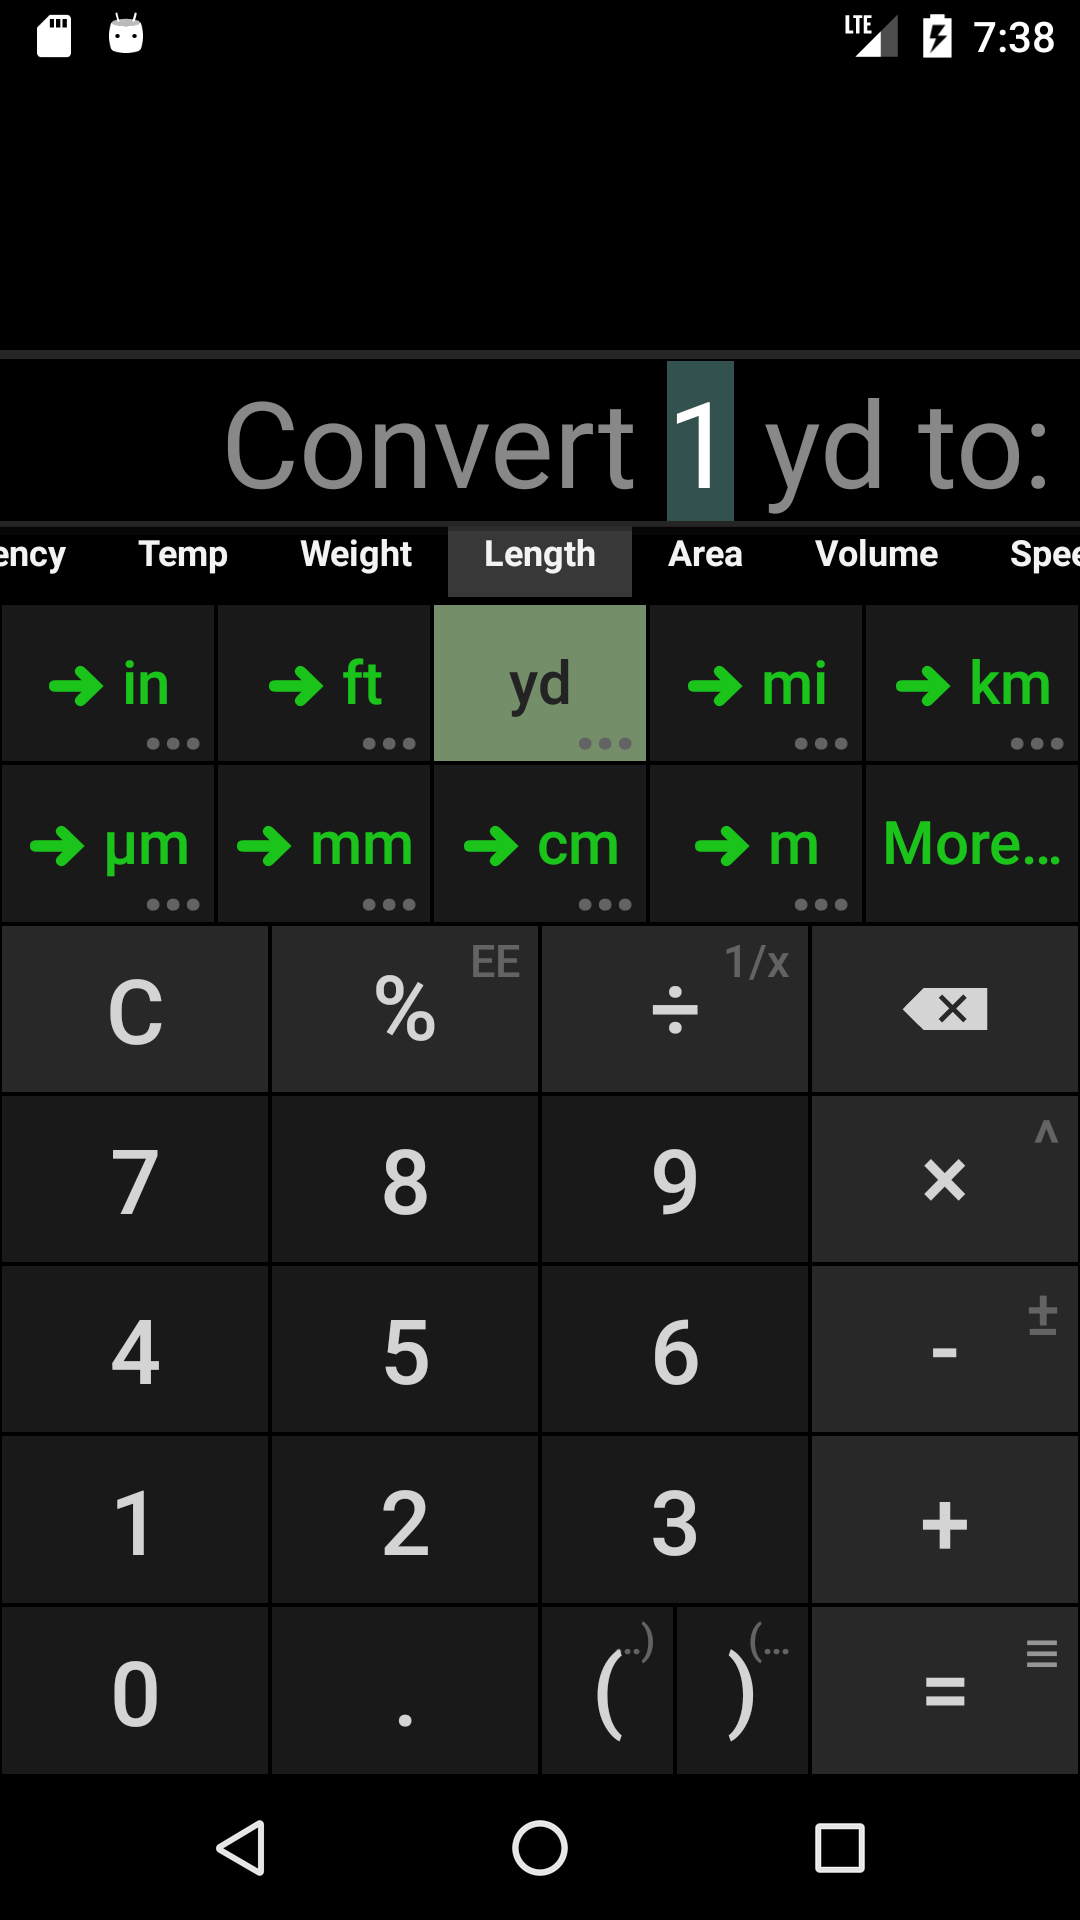 LTE 7:38
Convert 1 yd to:
ency Temp Weight Length Area Volume Spee
in ft yd mi km
µm mm cm m More...
EE 1/x
C % ÷
^
7 8 9 ×
±
4 5 6 -
1 2 3 +
..) (...
0 . ( ) =